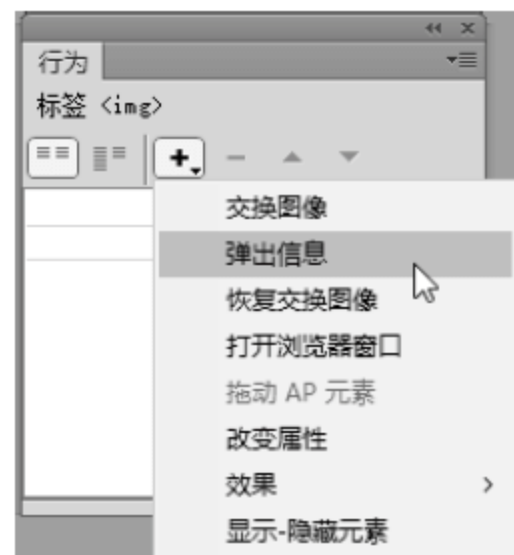 行为
标签 <img>
交换图像
弹出信息
恢复交换图像
打开浏览器窗口
拖动 AP 元素
改变属性
效果
显示-隐藏元素